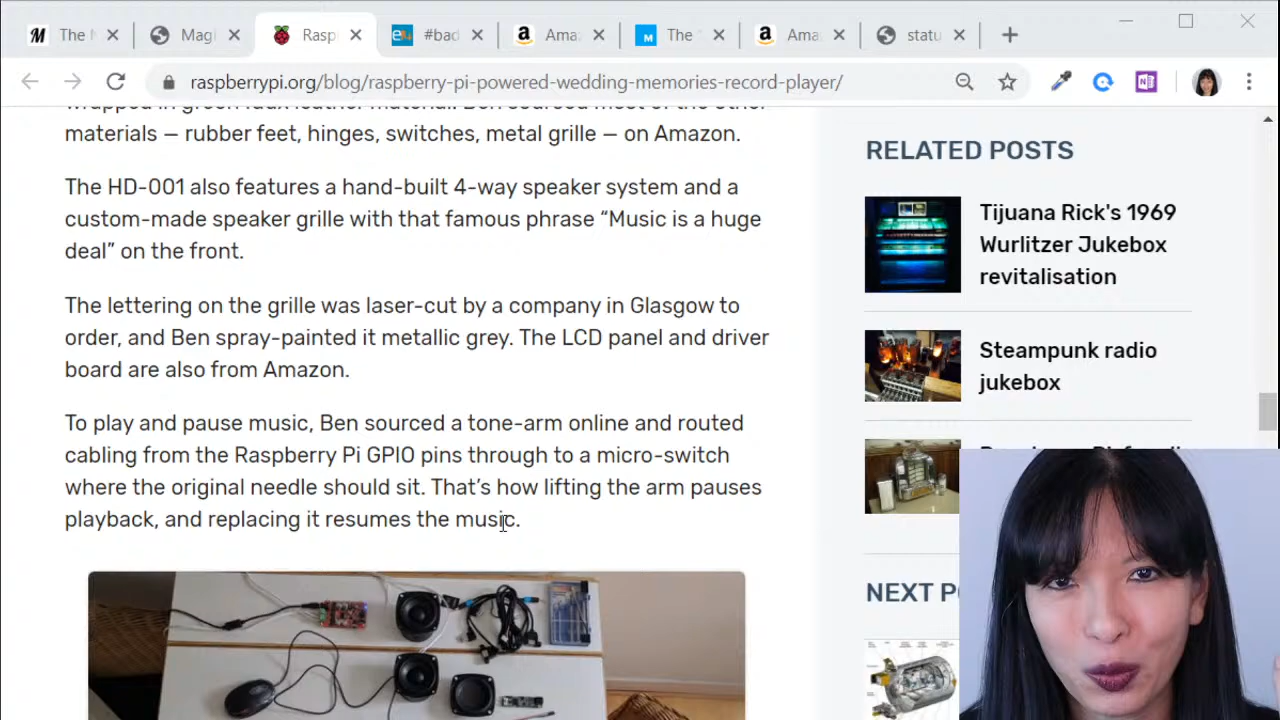 The M
Magi
Rasp
#bad
Ama
The "
Ama
statu
raspberrypi.org/blog/raspberry-pi-powered-wedding-memories-record-player/
materials — rubber feet, hinges, switches, metal grille — on Amazon.
The HD-001 also features a hand-built 4-way speaker system and a
custom-made speaker grille with that famous phrase “Music is a huge
deal” on the front.
The lettering on the grille was laser-cut by a company in Glasgow to
order, and Ben spray-painted it metallic grey. The LCD panel and driver
board are also from Amazon.
To play and pause music, Ben sourced a tone-arm online and routed
cabling from the Raspberry Pi GPIO pins through to a micro-switch
where the original needle should sit. That’s how lifting the arm pauses
playback, and replacing it resumes the music.
RELATED POSTS
Tijuana Rick's 1969
Wurlitzer Jukebox
revitalisation
Steampunk radio
jukebox
NEXT P